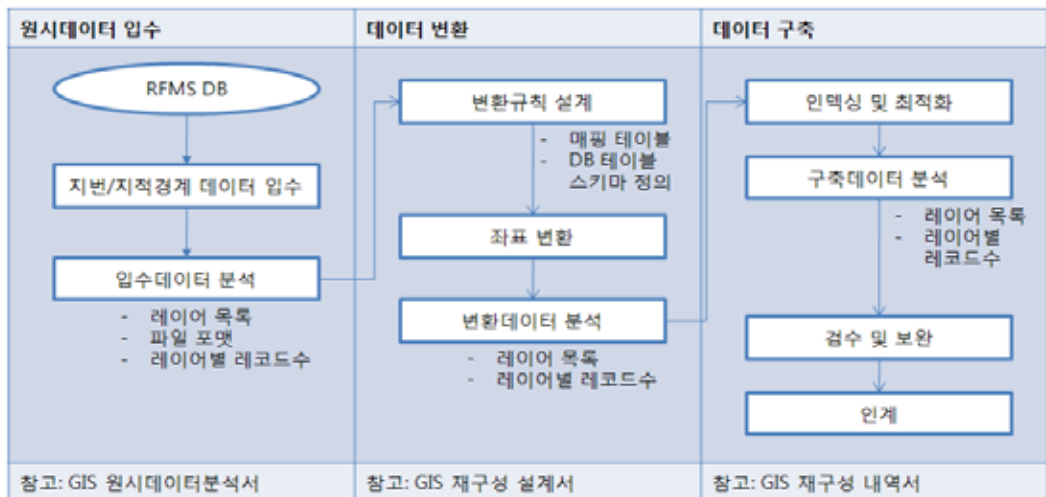 원시데이터 입수
RFMS DB
지번/지적경계 데이터 입수
입수데이터 분석
- 레이어 목록
- 파일 포맷
- 레이어별 레코드수
참고: GIS 원시데이터분석서
데이터 변환
변환규칙 설계
- 매핑 테이블
- DB 테이블
스키마 정의
좌표 변환
변환데이터 분석
- 레이어 목록
- 레이어별 레코드수
참고: GIS 재구성 설계서
데이터 구축
인덱싱 및 최적화
구축데이터 분석
- 레이어 목록
- 레이어별
레코드수
검수 및 보완
인계
참고: GIS 재구성 내역서